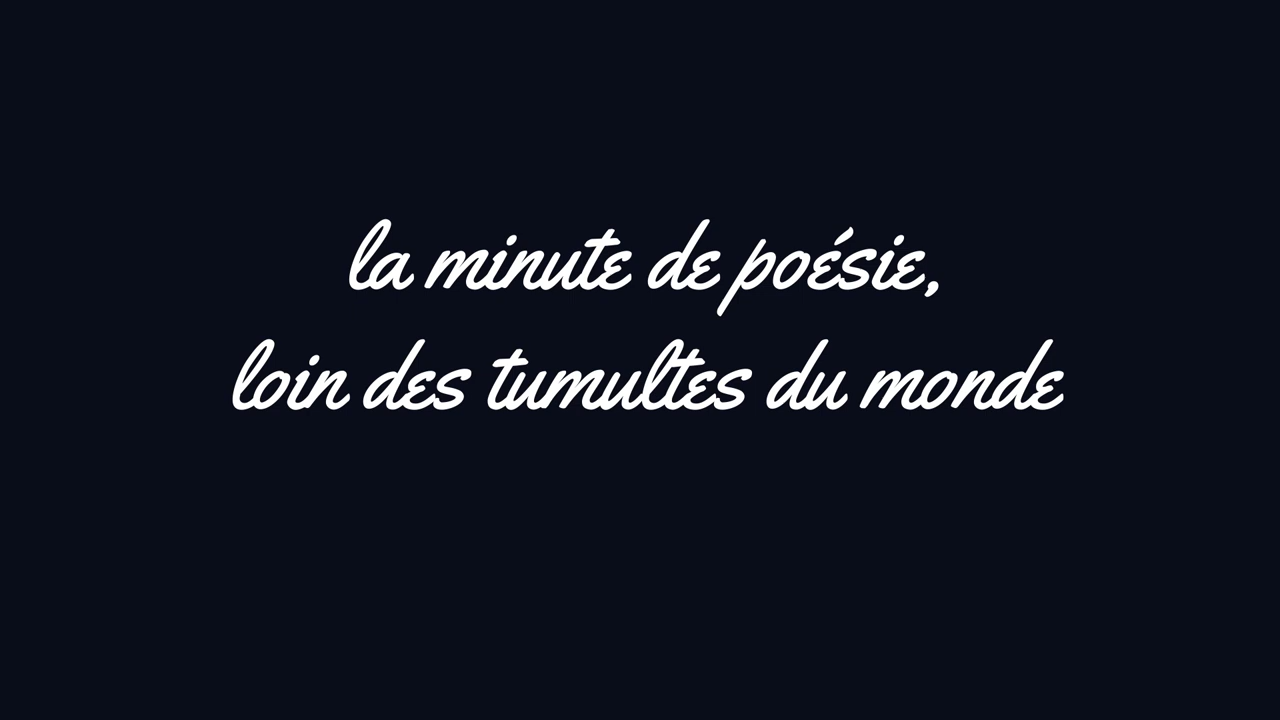 la minute de poésie,
loin des tumultes du monde